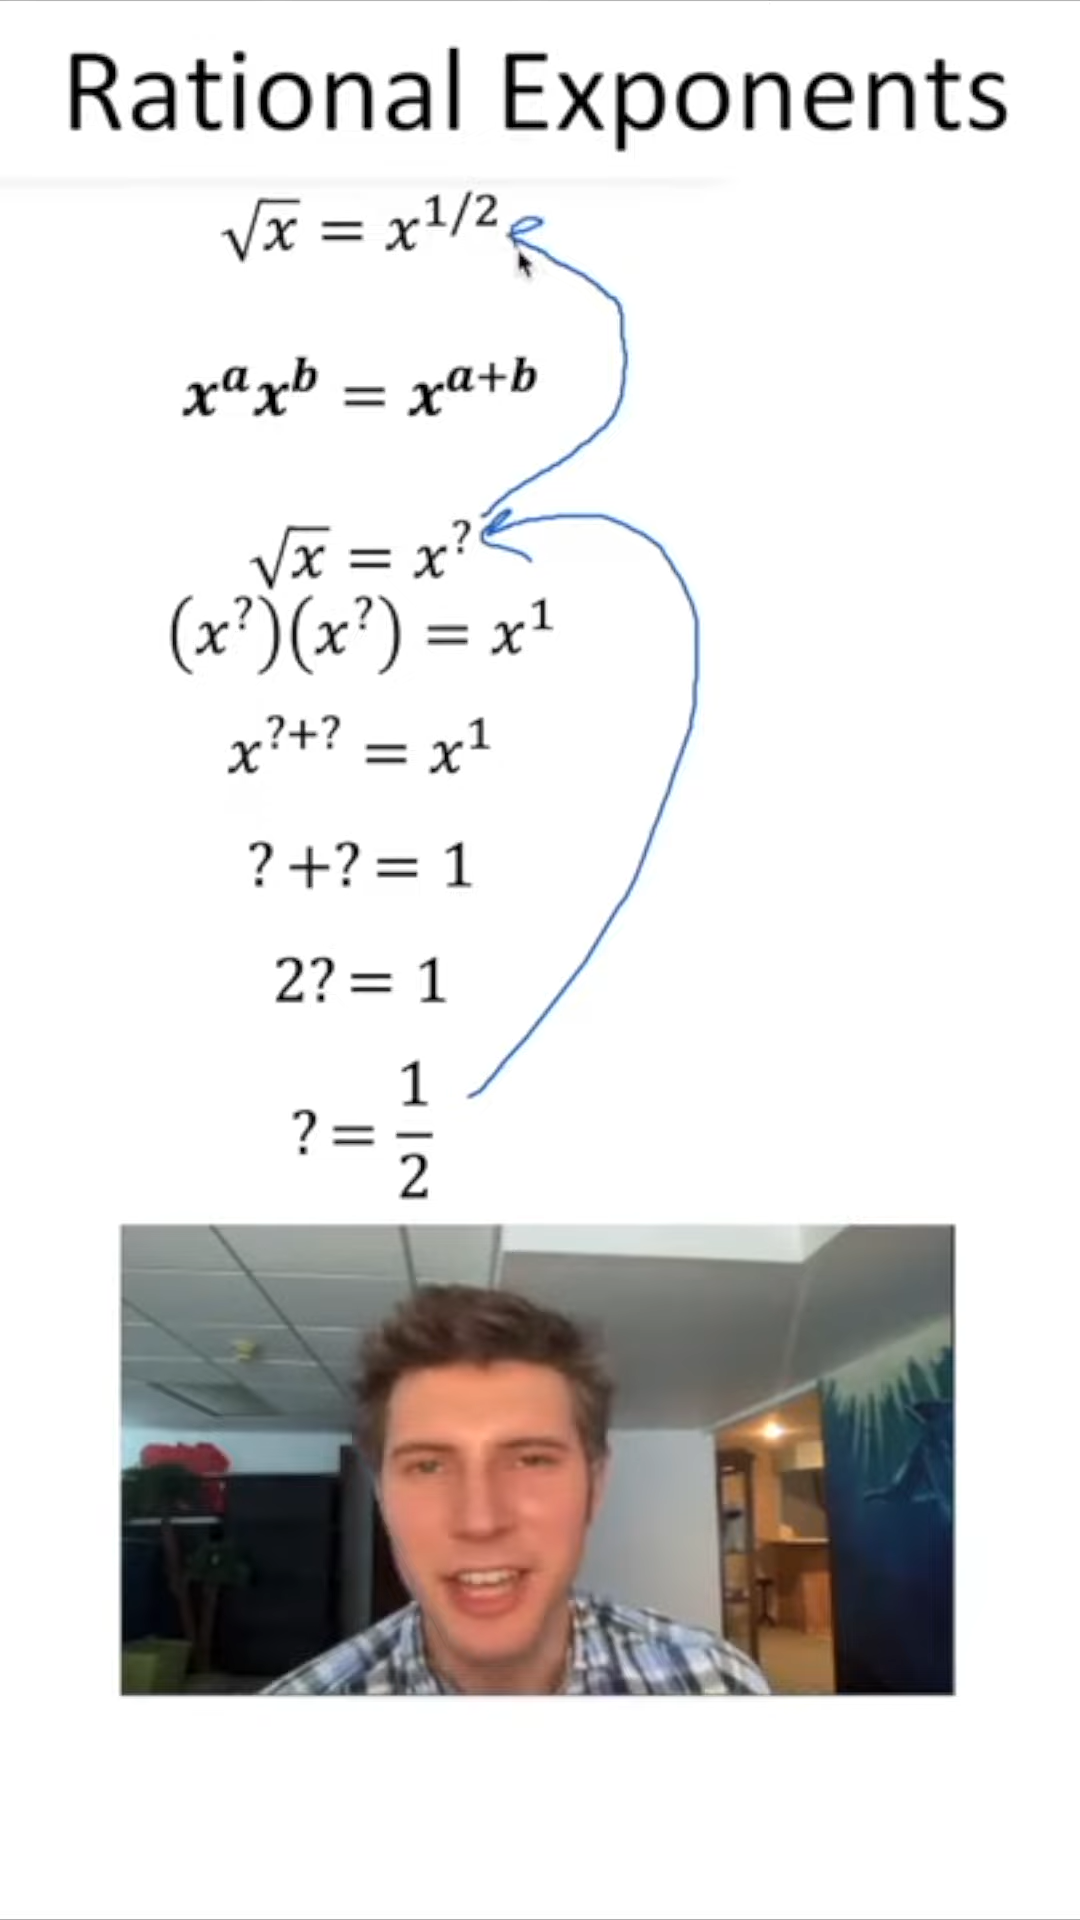 Rational Exponents
√x = x^{1/2}
x^a x^b = x^{a+b}
√x = x^?
(x^?)(x^?) = x^1
x^{?+?} = x^1
? +? = 1
2? = 1
? = 1/2